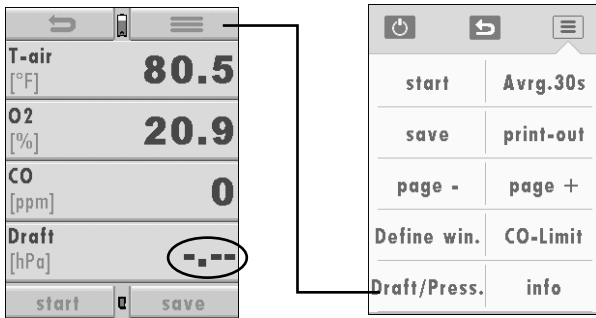 T-air
[°F]
80.5
O2
[%]
20.9
CO
[ppm]
0
Draft
[hPa]
-.--
start
save
start
Avrg.30s
save
print-out
page -
page +
Define win.
CO-Limit
Draft/Press.
info